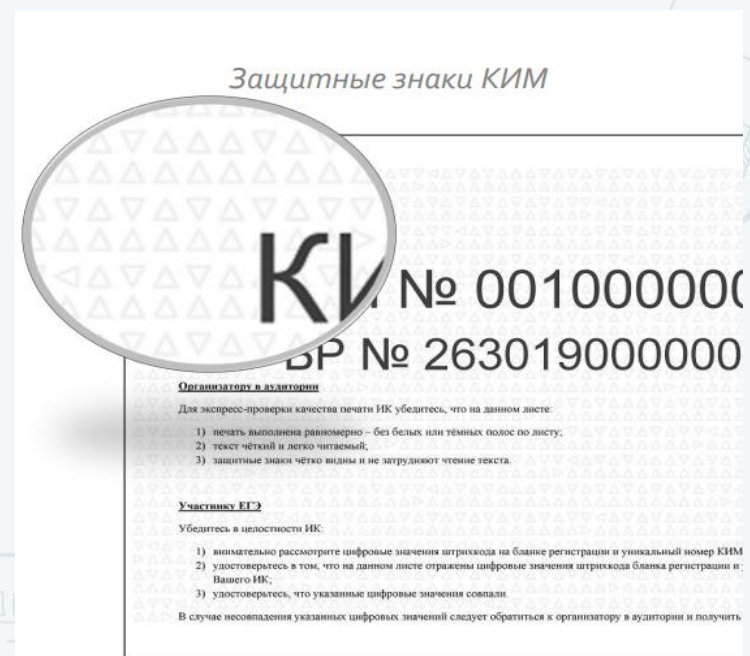 Защитные знаки КИМ
КИ № 001000000
БР № 263019000000
Организатору в аудитории
Для экспресс-проверки качества печати ИК убедитесь, что на данном листе:
1) печать выполнена равномерно – без белых или тёмных полос по листу;
2) текст чёткий и легко читаемый;
3) защитные знаки чётко видны и не затрудняют чтение текста.
Участнику ЕГЭ
Убедитесь в целостности ИК:
1) внимательно рассмотрите цифровые значения штрихкода на бланке регистрации и уникальный номер КИМ
2) удостоверьтесь в том, что на данном листе отражены цифровые значения штрихкода бланка регистрации и
Вашего ИК;
3) удостоверьтесь, что указанные цифровые значения совпали.
В случае несовпадения указанных цифровых значений следует обратиться к организатору в аудитории и получить